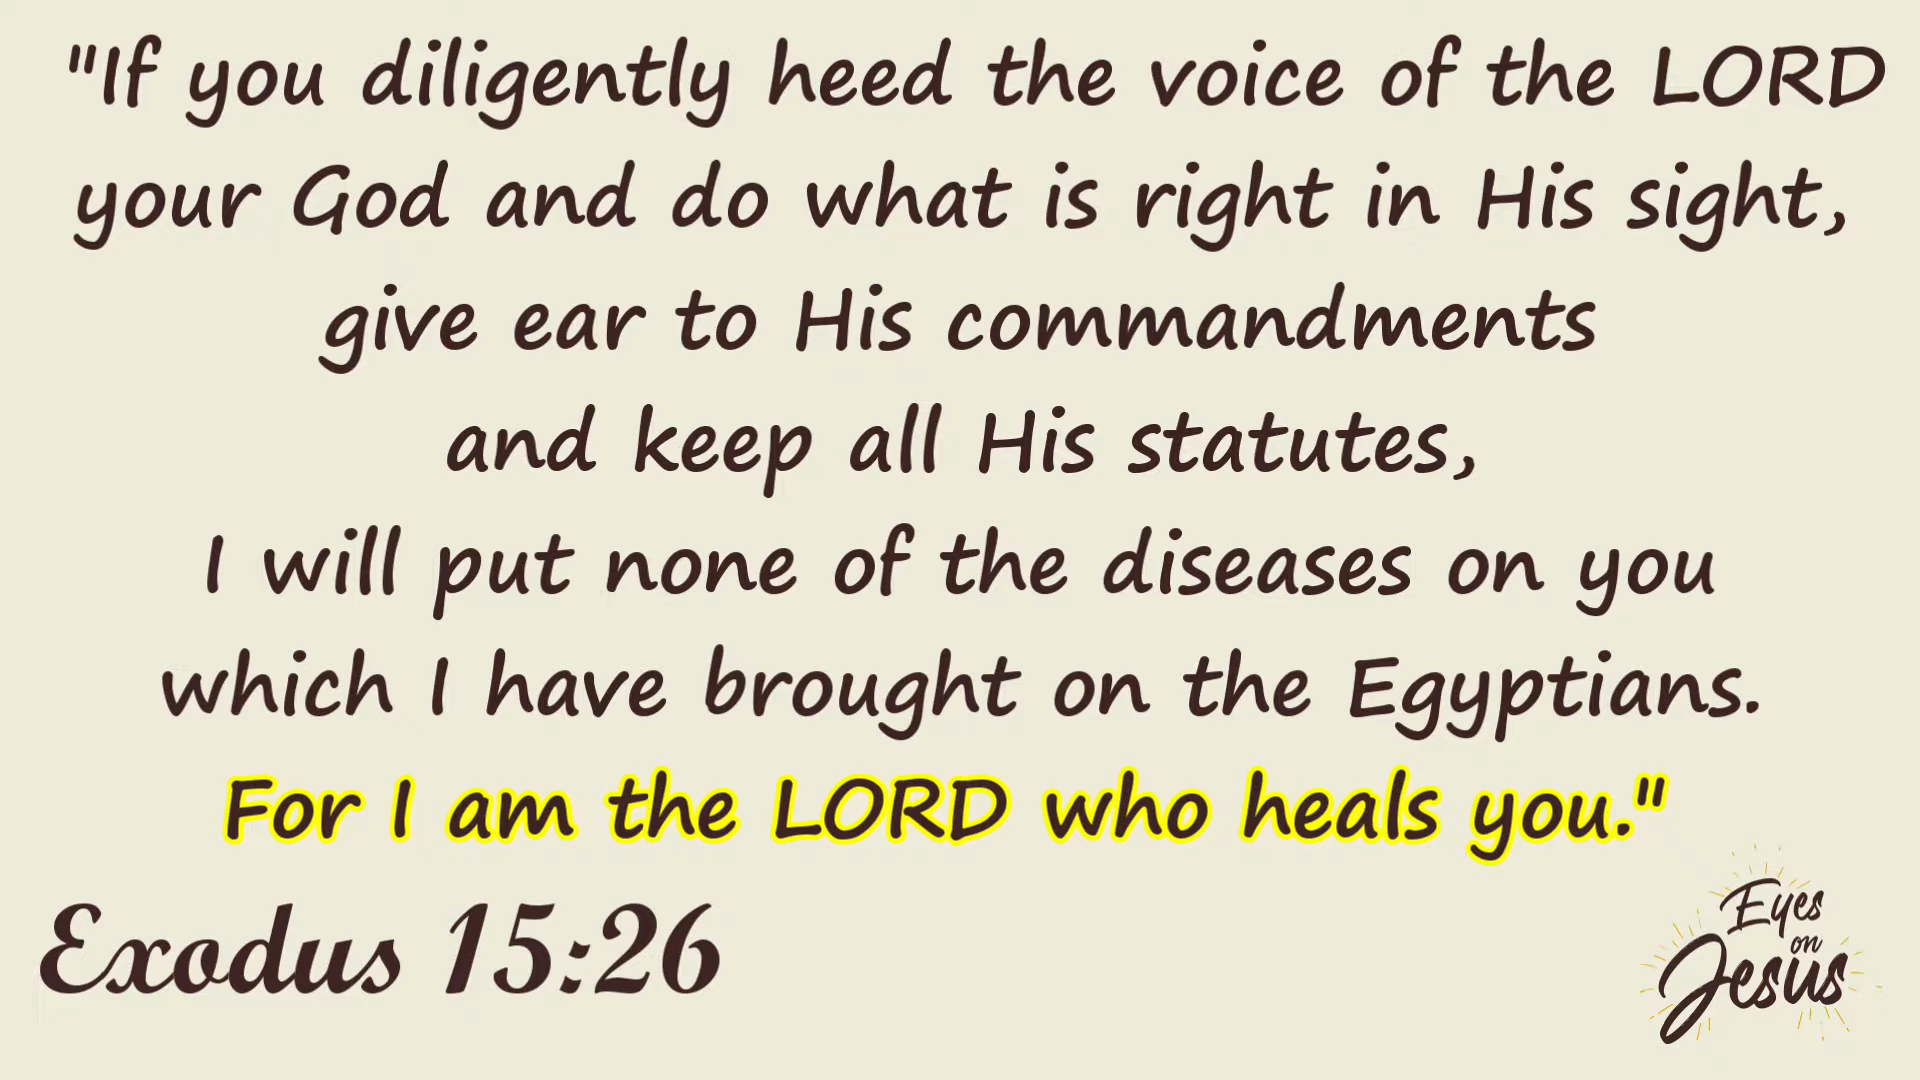 "If you diligently heed the voice of the LORD
your God and do what is right in His sight,
give ear to His commandments
and keep all His statutes,
I will put none of the diseases on you
which I have brought on the Egyptians.
For I am the LORD who heals you."
Exodus 15:26
Eyes
on
Jesus